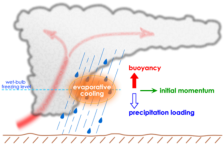 wet-bulb
freezing level
evaporative
cooling
buoyancy
initial momentum
precipitation loading